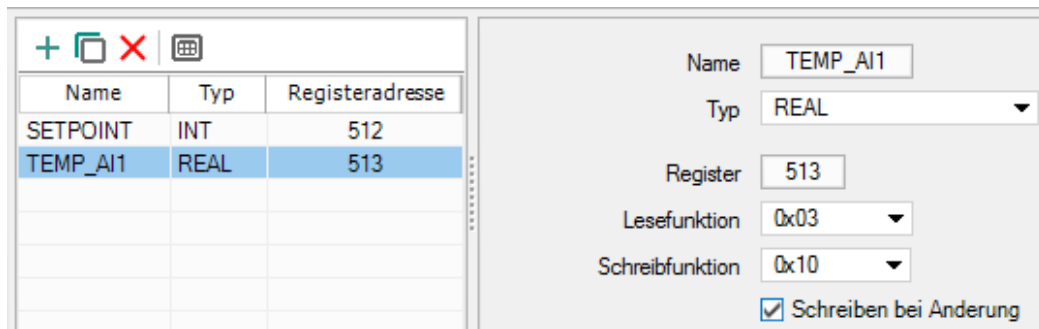 Name Typ Registeradresse
SETPOINT INT 512
TEMP_AI1 REAL 513
Name TEMP_AI1
Typ REAL
Register 513
Lesefunktion 0x03
Schreibfunktion 0x10
Schreiben bei Anderung